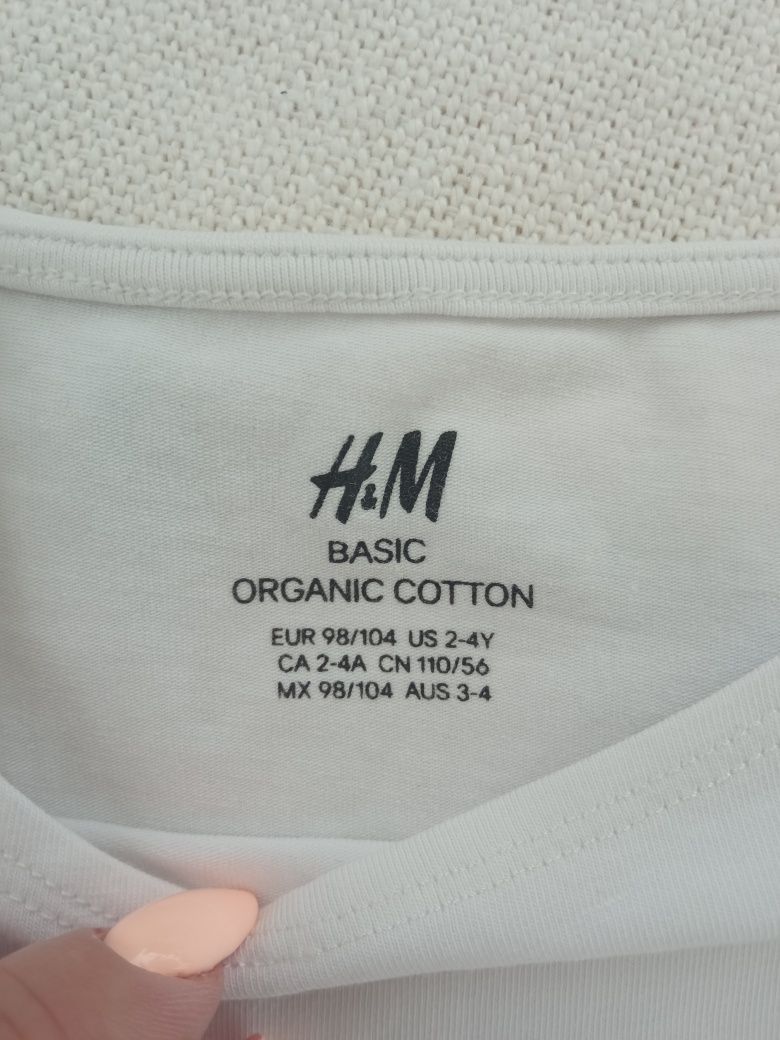 H&M
BASIC
ORGANIC COTTON
EUR 98/104 US 2-4Y
CA 2-4A CN 110/56
MX 98/104 AUS 3-4